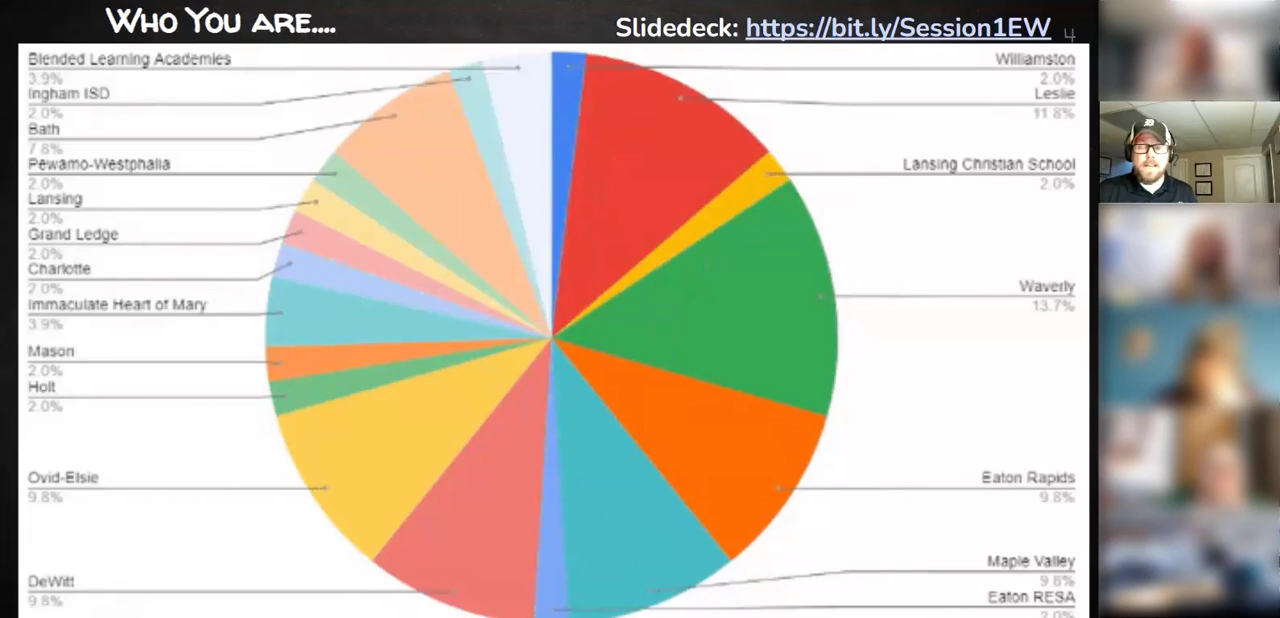 Who You are....
Slidedeck: https://bit.ly/Session1EW 4
Blended Learning Academies
3.9%
Ingham ISD
2.0%
Bath
7.8%
Pewamo-Westphalia
2.0%
Lansing
2.0%
Grand Ledge
2.0%
Charlotte
2.0%
Immaculate Heart of Mary
3.9%
Mason
2.0%
Holt
2.0%
Ovid-Elsie
9.8%
DeWitt
9.8%
Williamston
2.0%
Leslie
11.8%
Lansing Christian School
2.0%
Waverly
13.7%
Eaton Rapids
9.8%
Maple Valley
9.8%
Eaton RESA
2.0%